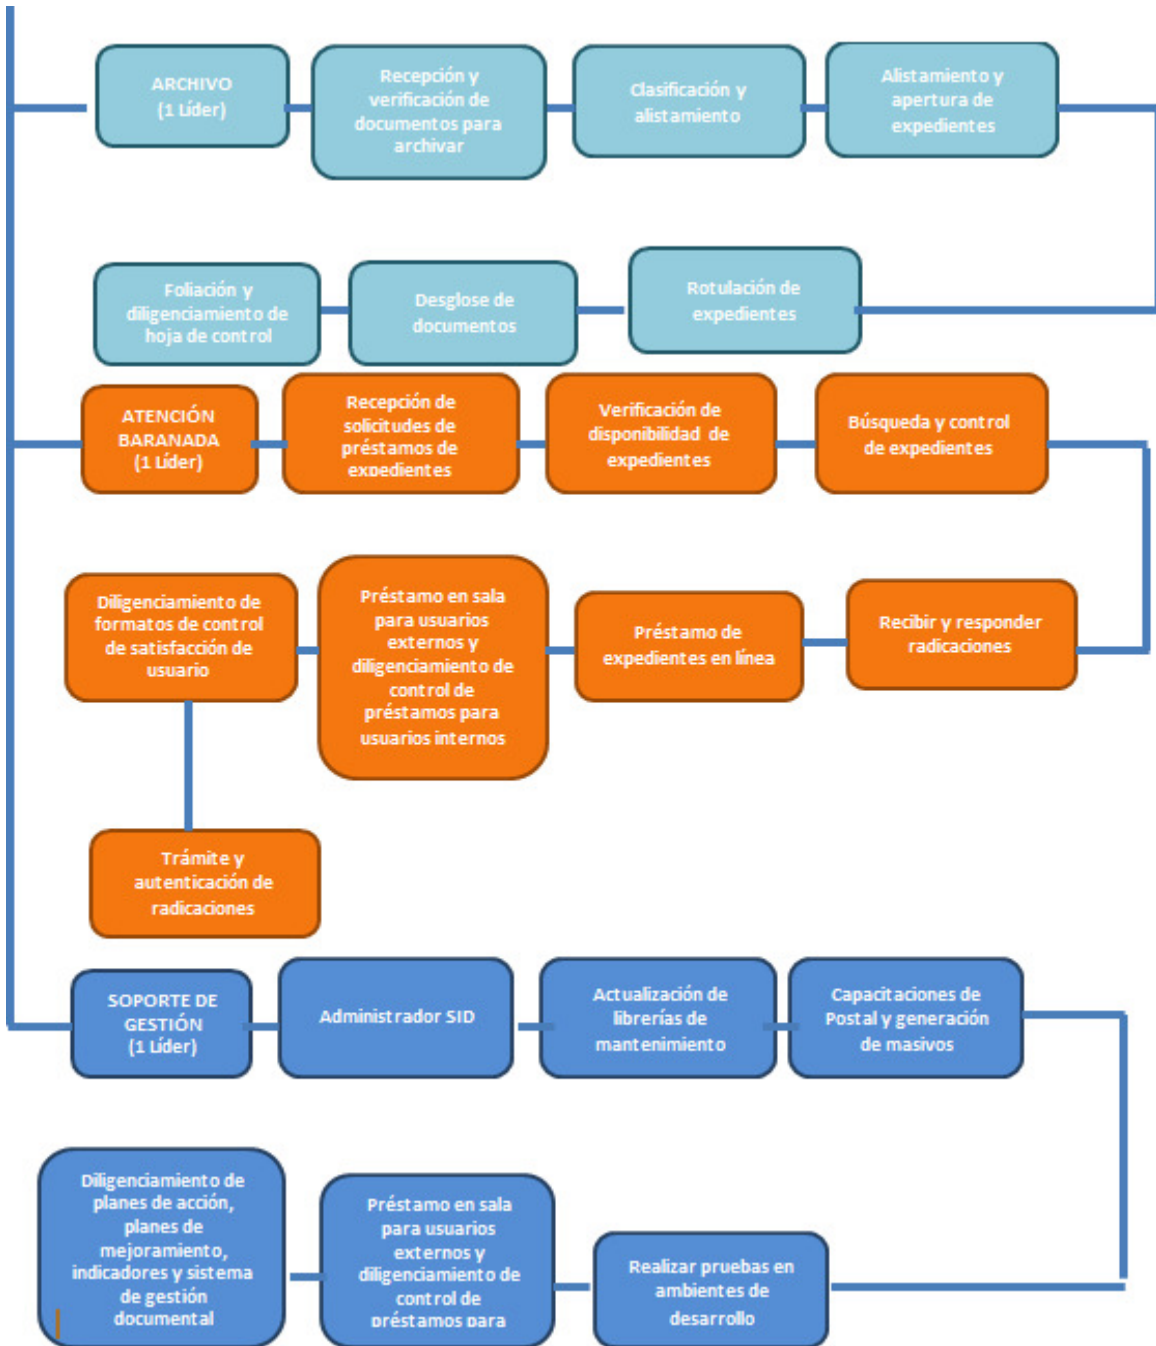 ARCHIVO
(1 Líder)
Recepción y
verificación de
documentos para
archivar
Clasificación y
alistamiento
Alistamiento y
apertura de
expedientes
Foliación y
diligenciamiento de
hoja de control
Desglose de
documentos
Rotulación de
expedientes
ATENCIÓN
BARANADA
(1 Líder)
Recepción de
solicitudes de
préstamos de
expedientes
Verificación de
disponibilidad de
expedientes
Búsqueda y control
de expedientes
Diligenciamiento de
formatos de control
de satisfacción de
usuario
Préstamo en sala
para usuarios
externos y
diligenciamiento de
control de
préstamos para
usuarios internos
Préstamo de
expedientes en línea
Recibir y responder
radicaciones
Trámite y
autenticación de
radicaciones
SOPORTE DE
GESTIÓN
(1 Líder)
Administrador SID
Actualización de
librerías de
mantenimiento
Capacitaciones de
Postal y generación
de masivos
Diligenciamiento de
planes de acción,
planes de
mejoramiento,
indicadores y sistema
de gestión
documental
Préstamo en sala
para usuarios
externos y
diligenciamiento de
control de
préstamos para
Realizar pruebas en
ambientes de
desarrollo